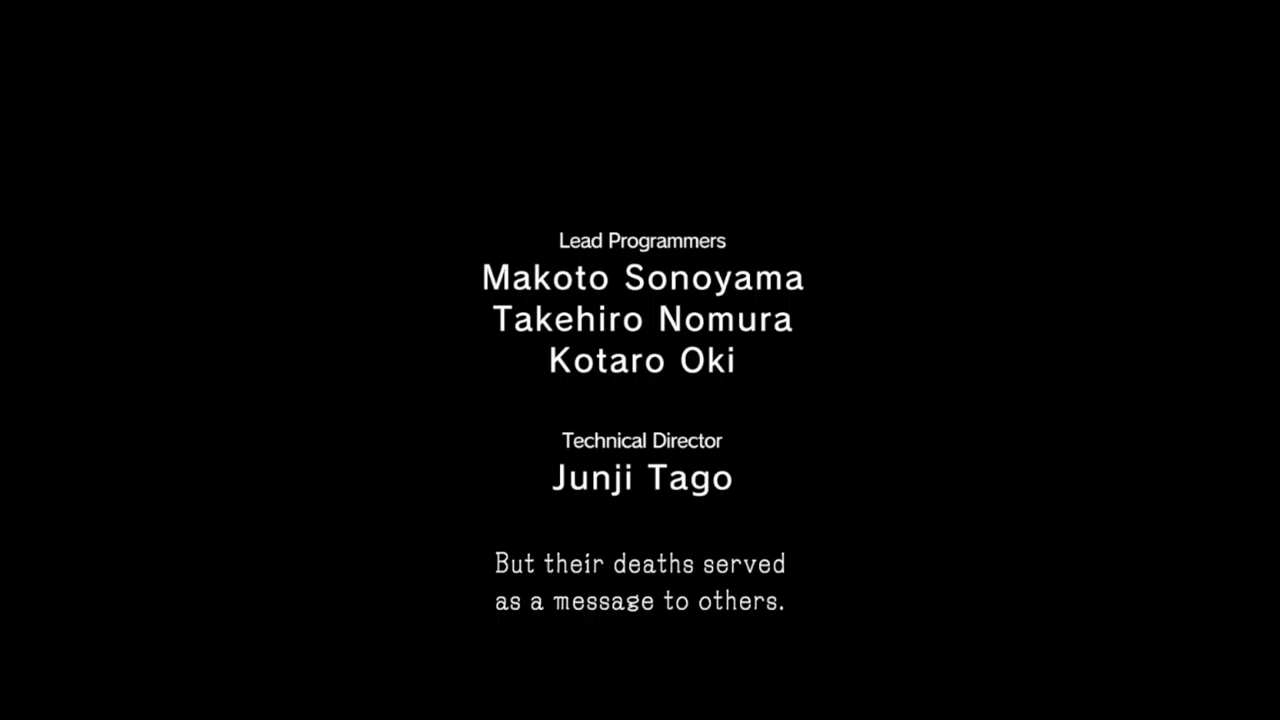 Lead Programmers
Makoto Sonoyama
Takehiro Nomura
Kotaro Oki
Technical Director
Junji Tago
But their deaths served
as a message to others.